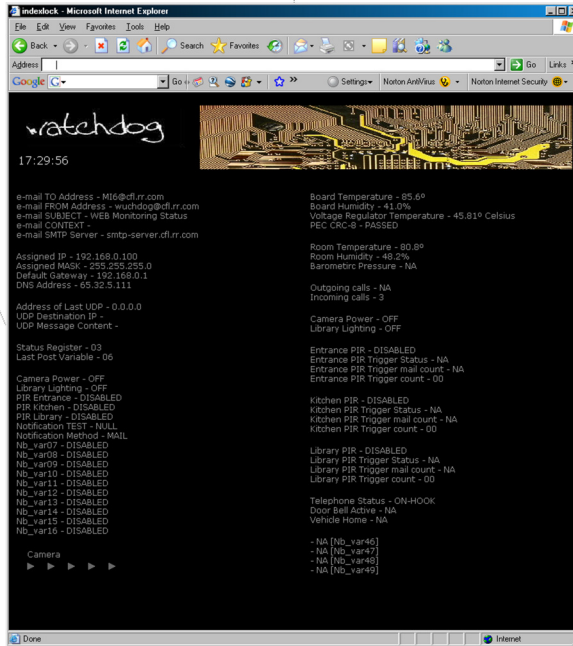 indexlock - Microsoft Internet Explorer
File Edit View Favorites Tools Help
Back Search Favorites
Address Go Links
Google G Go Settings Norton AntiVirus Norton Internet Security
watchdog
17:29:56
e-mail TO Address - MI6@cfl.rr.com
e-mail FROM Address - wuchdog@cfl.rr.com
e-mail SUBJECT - WEB Monitoring Status
e-mail CONTEXT -
e-mail SMTP Server - smtp-server.cfl.rr.com
Assigned IP - 192.168.0.100
Assigned MASK - 255.255.255.0
Default Gateway - 192.168.0.1
DNS Address - 65.32.5.111
Address of Last UDP - 0.0.0.0
UDP Destination IP -
UDP Message Content -
Status Register - 03
Last Post Variable - 06
Camera Power - OFF
Library Lighting - OFF
PIR Entrance - DISABLED
PIR Kitchen - DISABLED
PIR Library - DISABLED
Notification TEST - NULL
Notification Method - MAIL
Nb_var07 - DISABLED
Nb_var08 - DISABLED
Nb_var09 - DISABLED
Nb_var10 - DISABLED
Nb_var11 - DISABLED
Nb_var12 - DISABLED
Nb_var13 - DISABLED
Nb_var14 - DISABLED
Nb_var15 - DISABLED
Nb_var16 - DISABLED
Camera
Board Temperature - 85.6º
Board Humidity - 41.0%
Voltage Regulator Temperature - 45.81º Celsius
PEC CRC-8 - PASSED
Room Temperature - 80.8º
Room Humidity - 48.2%
Barometirc Pressure - NA
Outgoing calls - NA
Incoming calls - 3
Camera Power - OFF
Library Lighting - OFF
Entrance PIR - DISABLED
Entrance PIR Trigger Status - NA
Entrance PIR Trigger mail count - NA
Entrance PIR Trigger count - 00
Kitchen PIR - DISABLED
Kitchen PIR Trigger Status - NA
Kitchen PIR Trigger mail count - NA
Kitchen PIR Trigger count - 00
Library PIR - DISABLED
Library PIR Trigger Status - NA
Library PIR Trigger mail count - NA
Library PIR Trigger count - 00
Telephone Status - ON-HOOK
Door Bell Active - NA
Vehicle Home - NA
- NA [Nb_var46]
- NA [Nb_var47]
- NA [Nb_var48]
- NA [Nb_var49]
Done Internet